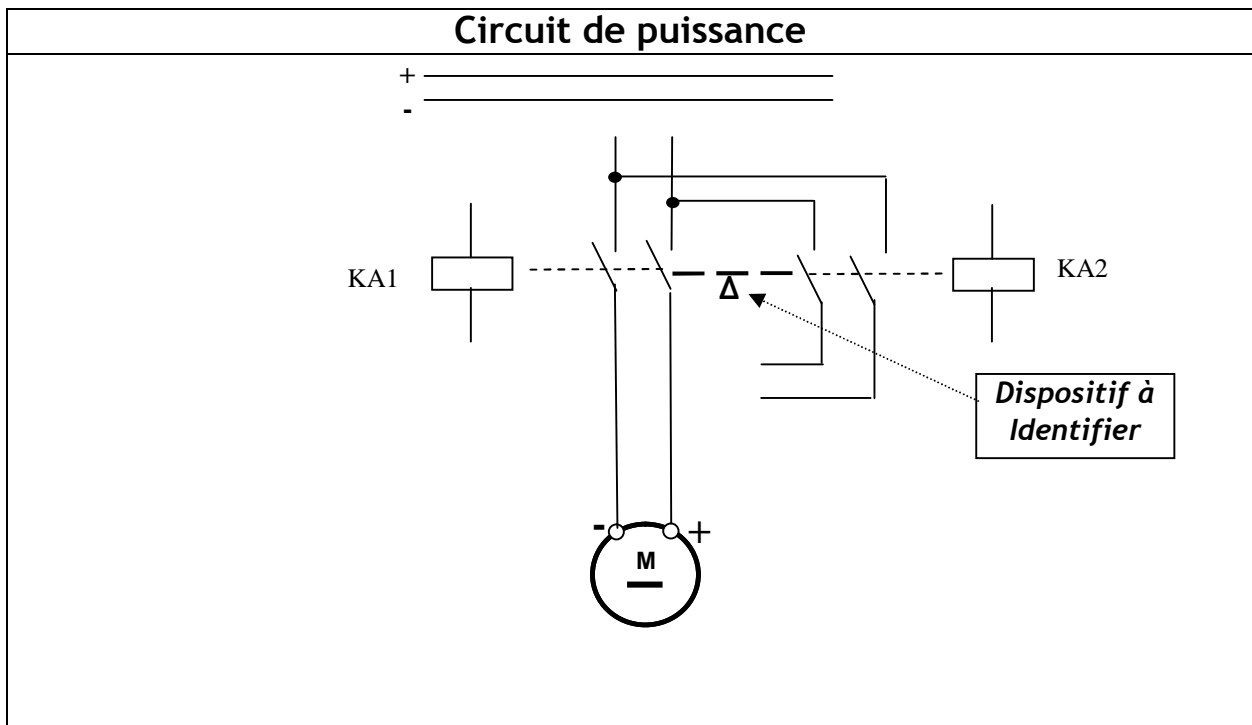 Circuit de puissance
+
-
KA1
KA2
Δ
Dispositif à
Identifier
- +
M